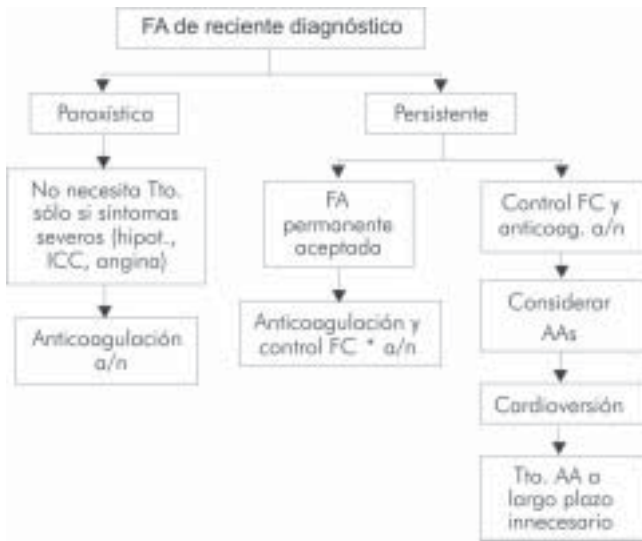 FA de reciente diagnóstico
Paroxística
Persistente
No necesita Tto.
sólo si síntomas
severos (hipot.,
ICC, angina)
Anticoagulación
a/n
FA
permanente
aceptada
Anticoagulación y
control FC * a/n
Control FC y
anticoag. a/n
Considerar
AAs
Cardioversión
Tto. AA a
largo plazo
innecesario